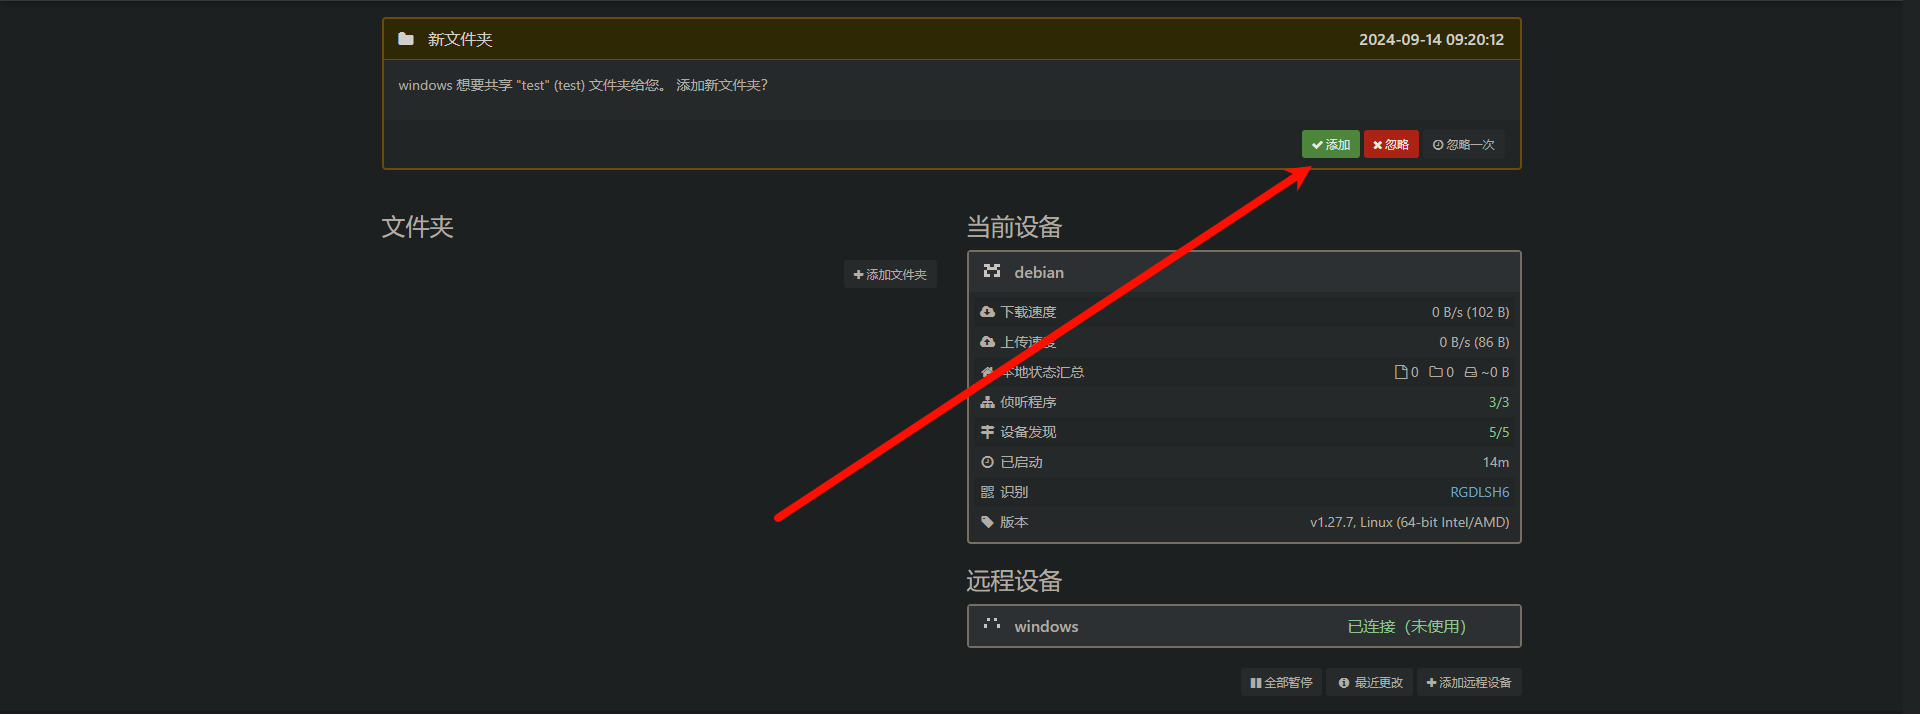 新文件夹 2024-09-14 09:20:12
windows 想要共享 "test" (test) 文件夹给您。 添加新文件夹？
添加 忽略 忽略一次
文件夹
添加文件夹
当前设备
debian
下载速度 0 B/s (102 B)
上传速度 0 B/s (86 B)
本地状态汇总 0 0 ~0 B
侦听程序 3/3
设备发现 5/5
已启动 14m
识别 RGDLSH6
版本 v1.27.7, Linux (64-bit Intel/AMD)
远程设备
windows 已连接（未使用）
全部暂停 最近更改 添加远程设备